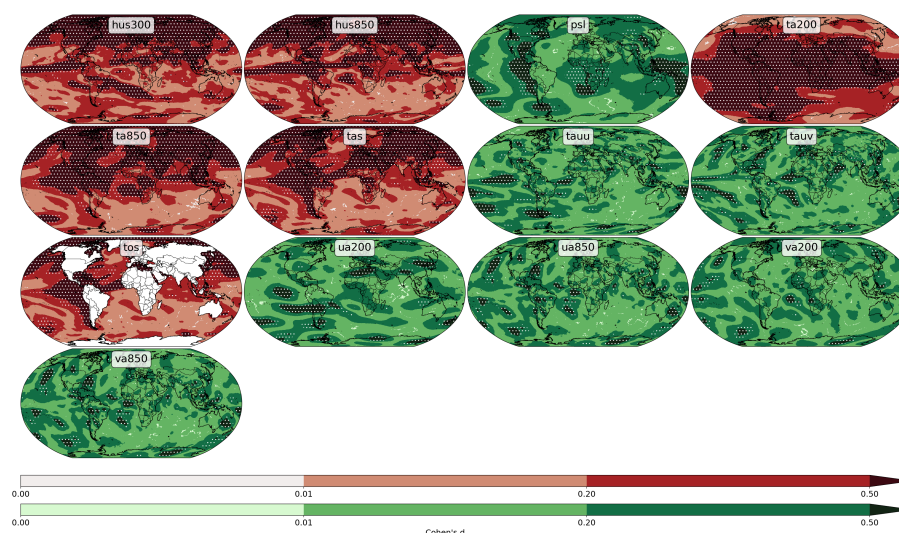 hus300 hus850 psl ta200
ta850 tas tauu tauv
tos ua200 ua850 va200
va850
0.00 0.01 0.20 0.50
0.00 0.01 0.20 0.50
Cohen's d